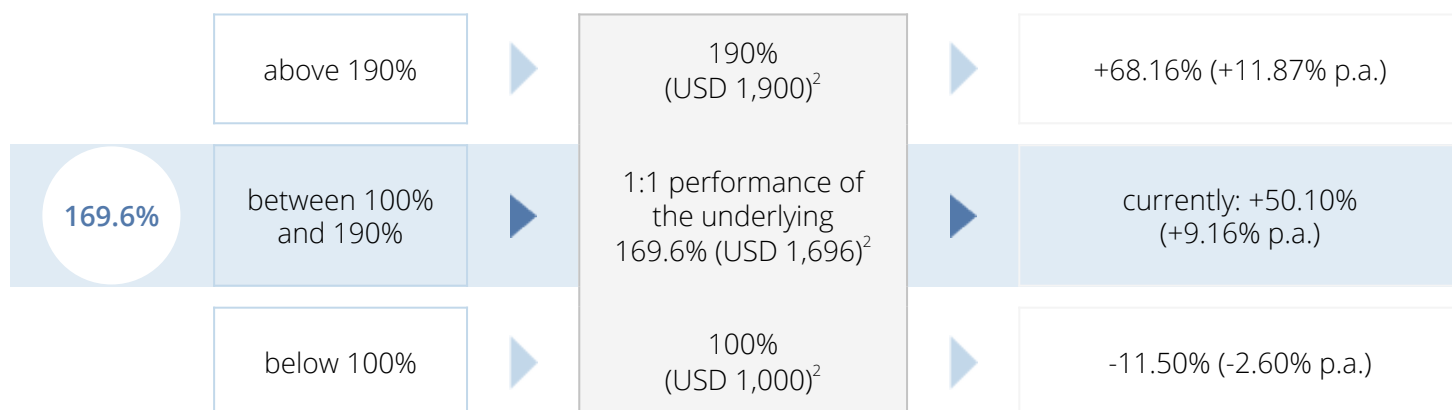 above 190%
190%
(USD 1,900)²
+68.16% (+11.87% p.a.)
169.6%
between 100%
and 190%
1:1 performance of
the underlying
169.6% (USD 1,696)²
currently: +50.10%
(+9.16% p.a.)
below 100%
100%
(USD 1,000)²
-11.50% (-2.60% p.a.)